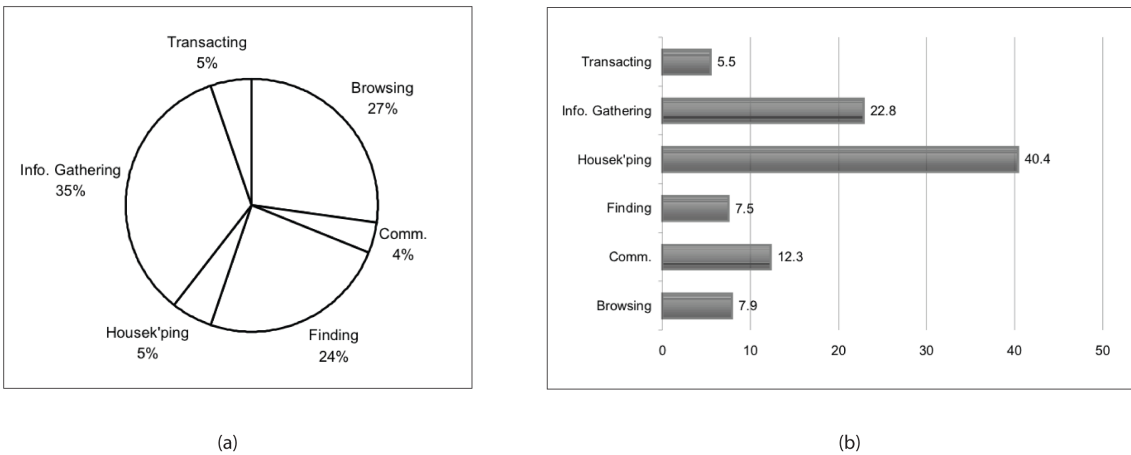 Transacting
5%
Browsing
27%
Info. Gathering
35%
Comm.
4%
Housek'ping
5%
Finding
24%
(a)
Transacting
5.5
Info. Gathering
22.8
Housek'ping
40.4
Finding
7.5
Comm.
12.3
Browsing
7.9
0 10 20 30 40 50
(b)